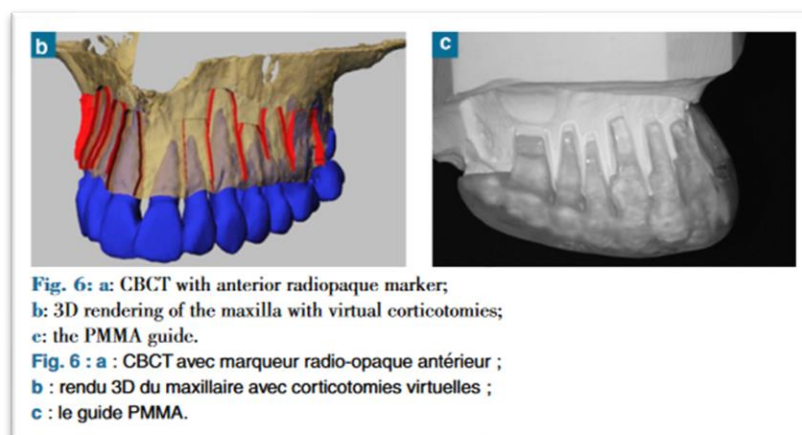 b
c
Fig. 6: a: CBCT with anterior radiopaque marker;
b: 3D rendering of the maxilla with virtual corticotomies;
c: the PMMA guide.
Fig. 6 : a : CBCT avec marqueur radio-opaque antérieur ;
b : rendu 3D du maxillaire avec corticotomies virtuelles ;
c : le guide PMMA.